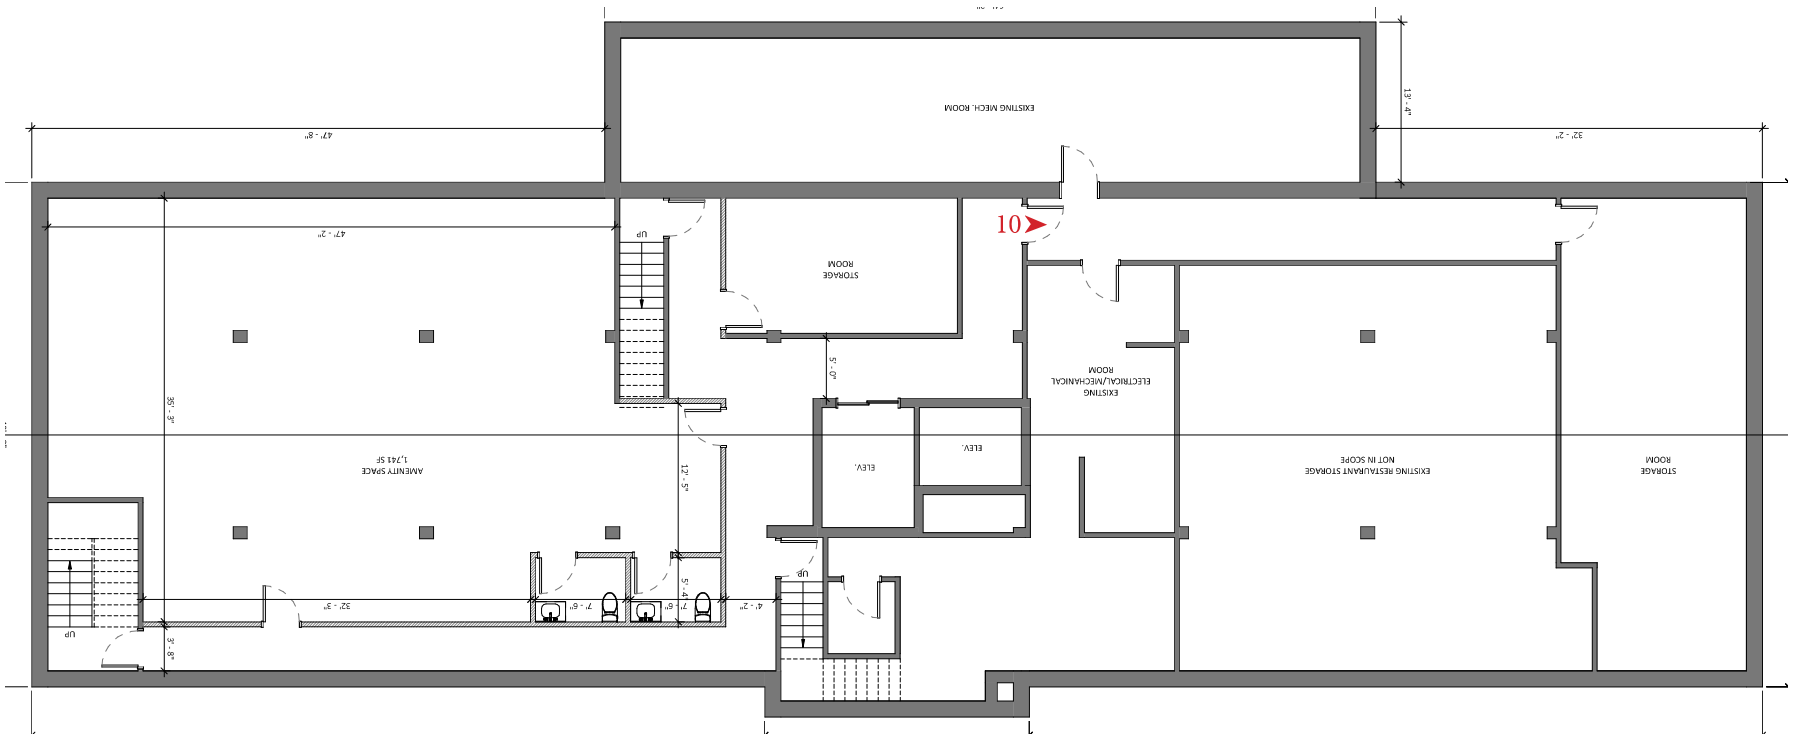 EXISTING MECH. ROOM
13' - 4"
47' - 8"
32' - 2"
10
47' - 2"
UP
STORAGE
ROOM
5' - 0"
EXISTING
ELECTRICAL/MECHANICAL
ROOM
35' - 3"
ELEV.
ELEV.
AMENITY SPACE
1,741 SF
EXISTING RESTAURANT STORAGE
NOT IN SCOPE
STORAGE
ROOM
12' - 5"
UP
5' - 4"
32' - 3"
7' - 6"
7' - 6"
4' - 2"
UP
3' - 8"